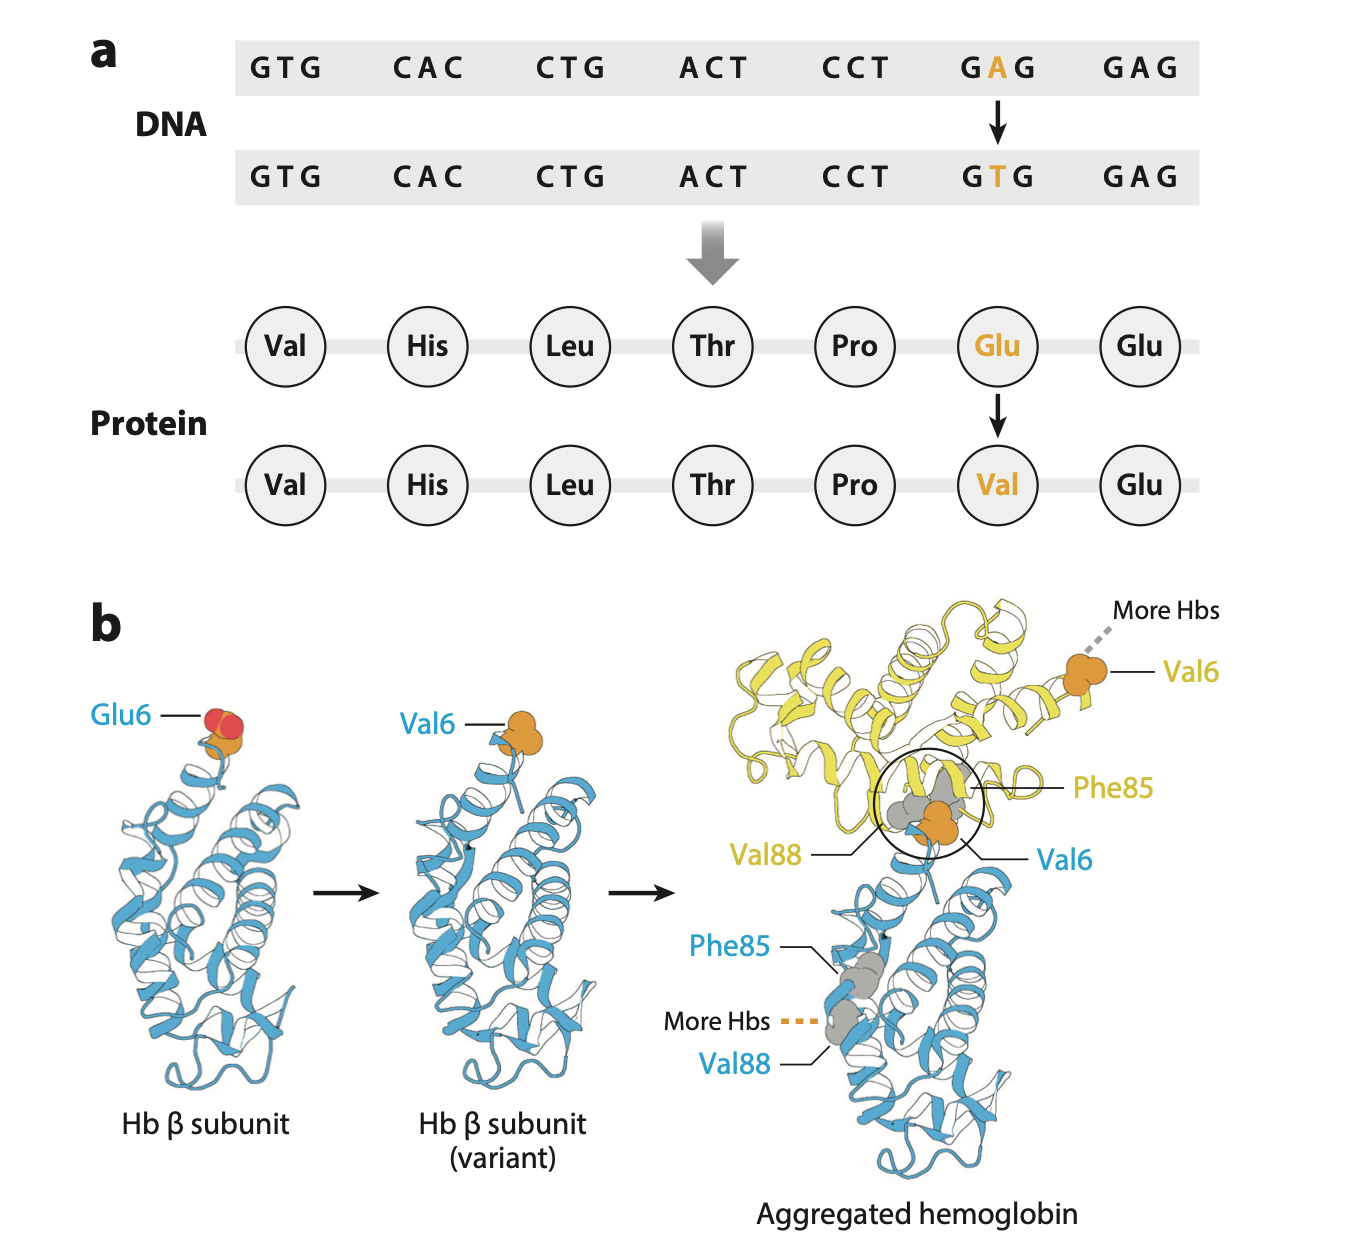 a
GTG CAC CTG ACT CCT GAG GAG
DNA
GTG CAC CTG ACT CCT GTG GAG
Val His Leu Thr Pro Glu Glu
Protein
Val His Leu Thr Pro Val Glu
b
More Hbs
Val6
Glu6
Val6
Phe85
Val88
Val6
Phe85
More Hbs
Val88
Hb β subunit
Hb β subunit
(variant)
Aggregated hemoglobin